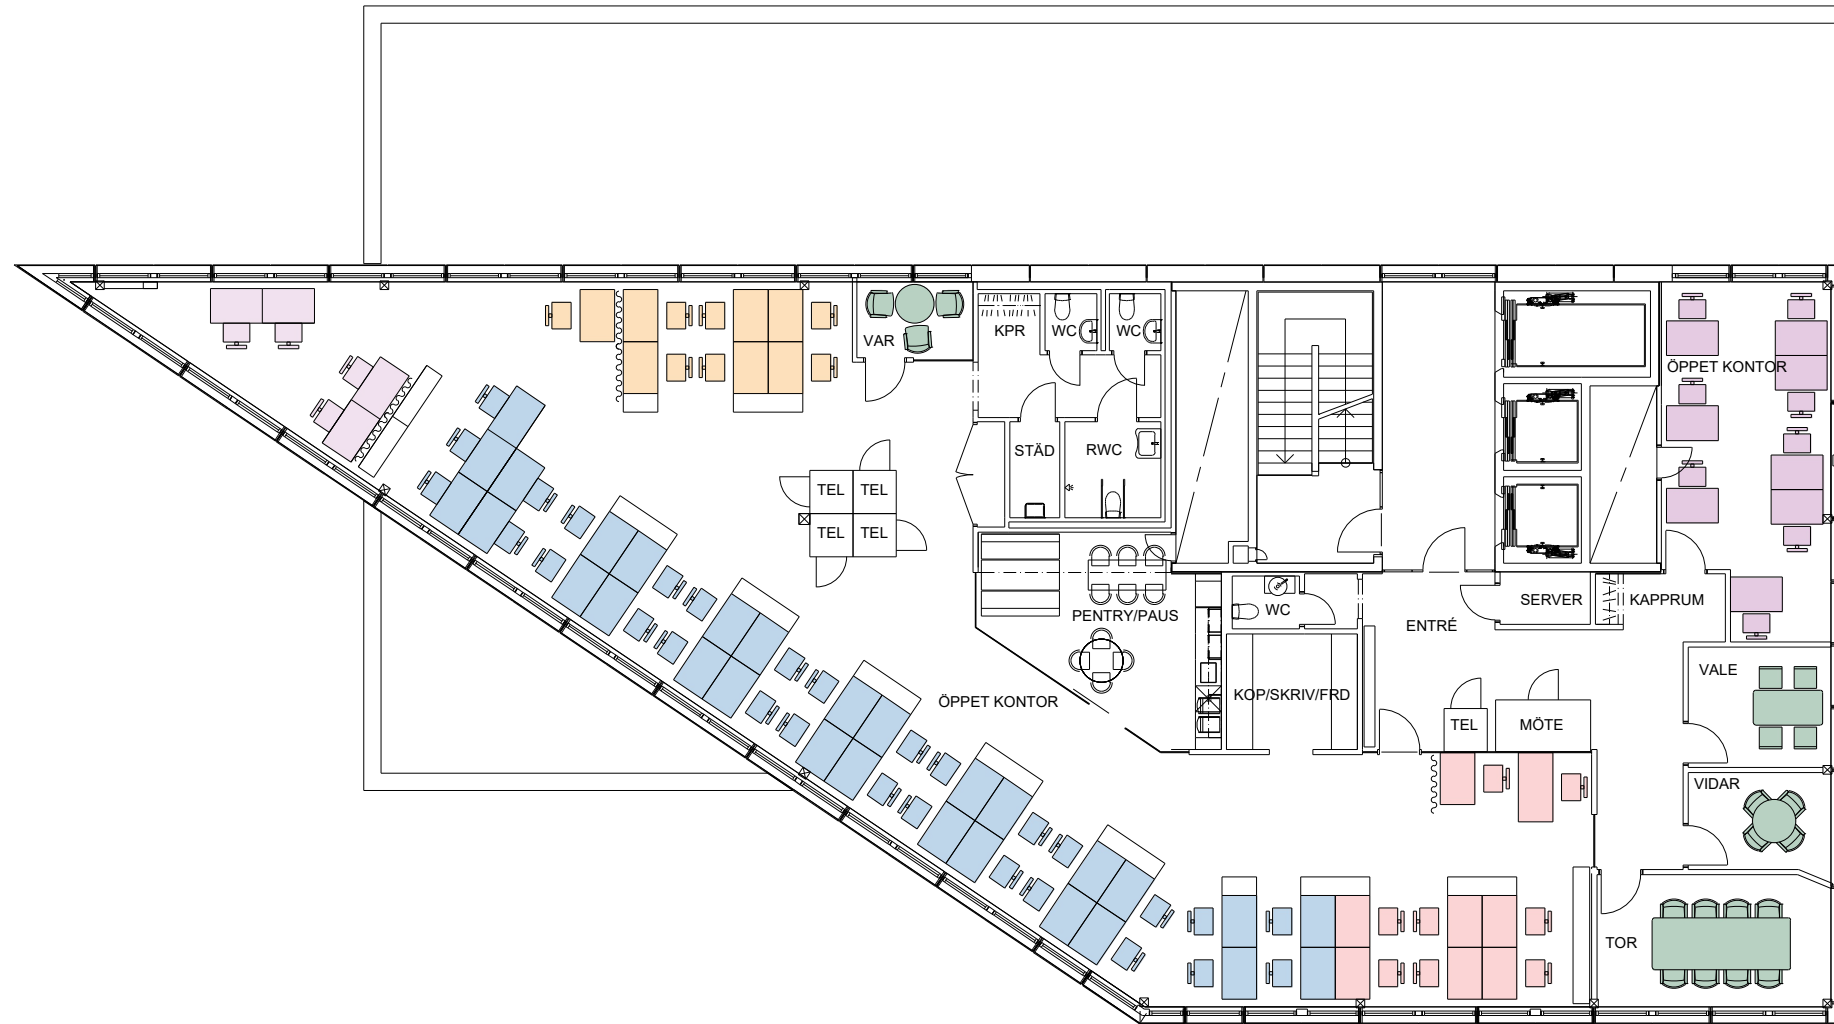 VAR
KPR
WC
WC
ÖPPET KONTOR
STÄD
RWC
TEL
TEL
TEL
TEL
PENTRY/PAUS
WC
ENTRÉ
SERVER
KAPPRUM
ÖPPET KONTOR
KOP/SKRIV/FRD
TEL
MÖTE
VALE
VIDAR
TOR